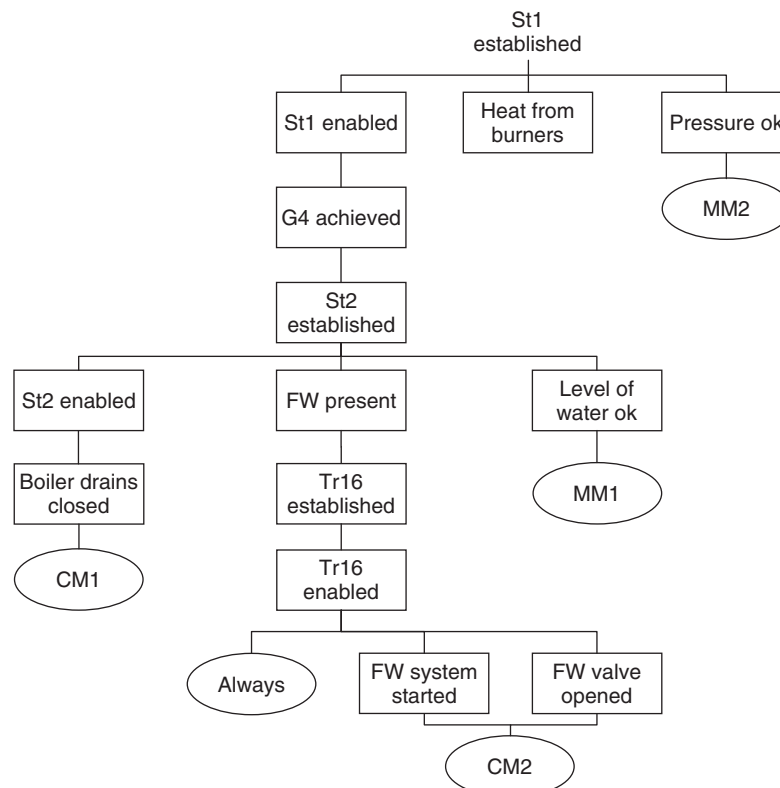 St1
established
St1 enabled
Heat from
burners
Pressure ok
MM2
G4 achieved
St2
established
St2 enabled
FW present
Level of
water ok
Boiler drains
closed
Tr16
established
MM1
CM1
Tr16
enabled
Always
FW system
started
FW valve
opened
CM2